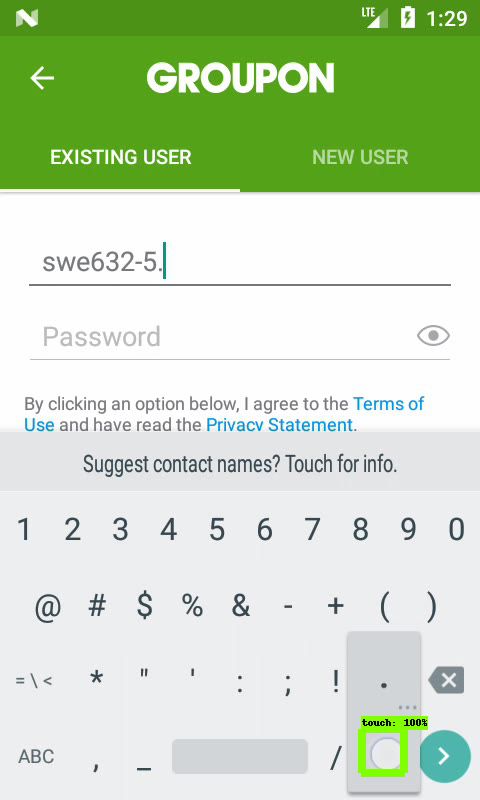 LTE 1:29
GROUPON
EXISTING USER NEW USER
swe632-5.
Password
By clicking an option below, I agree to the Terms of
Use and have read the Privacy Statement.
Suggest contact names? Touch for info.
1 2 3 4 5 6 7 8 9 0
@ # $ % & - + ( )
= \ < * " ' : ; ! .
touch: 100%
ABC , _ /